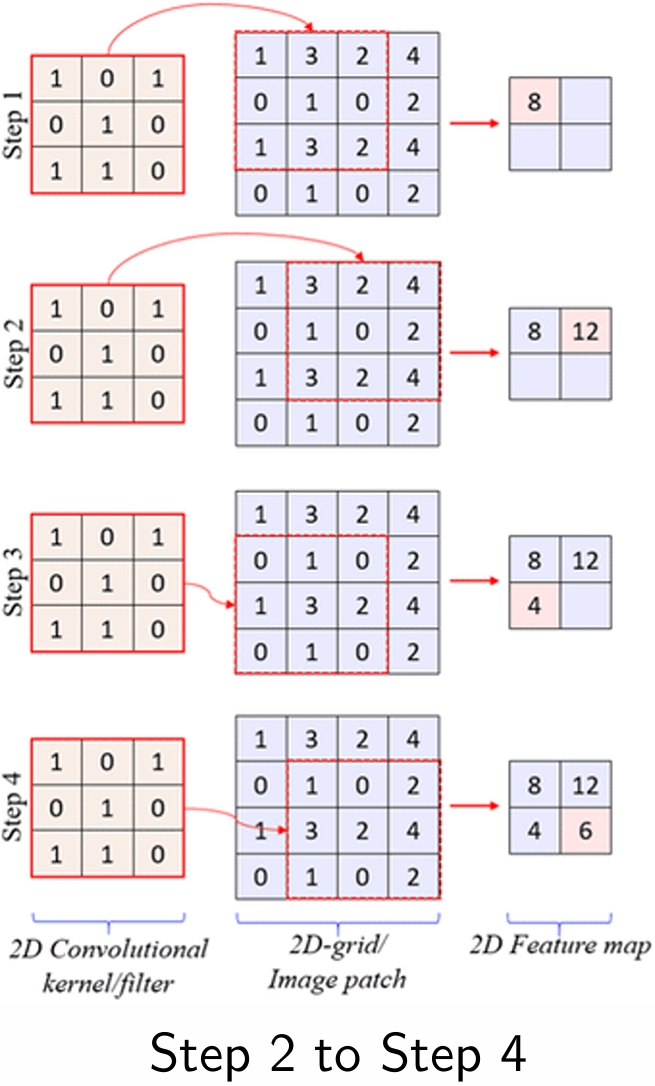 Step 1
1 0 1
0 1 0
1 1 0
1 3 2 4
0 1 0 2
1 3 2 4
0 1 0 2
8
Step 2
1 0 1
0 1 0
1 1 0
1 3 2 4
0 1 0 2
1 3 2 4
0 1 0 2
8 12
Step 3
1 0 1
0 1 0
1 1 0
1 3 2 4
0 1 0 2
1 3 2 4
0 1 0 2
8 12
4
Step 4
1 0 1
0 1 0
1 1 0
1 3 2 4
0 1 0 2
1 3 2 4
0 1 0 2
8 12
4 6
2D Convolutional
kernel/filter
2D-grid/
Image patch
2D Feature map
Step 2 to Step 4